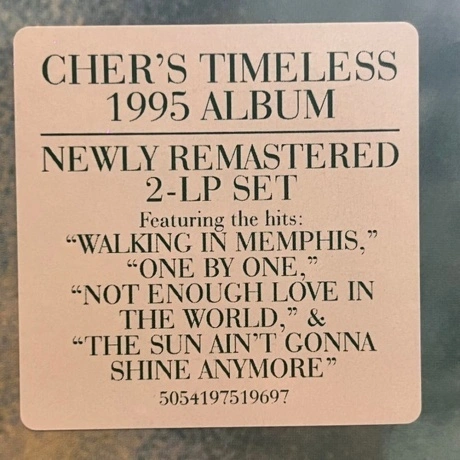 CHER'S TIMELESS
1995 ALBUM
NEWLY REMASTERED
2-LP SET
Featuring the hits:
“WALKING IN MEMPHIS,”
“ONE BY ONE,”
“NOT ENOUGH LOVE IN
THE WORLD,” &
“THE SUN AIN'T GONNA
SHINE ANYMORE”
5054197519697